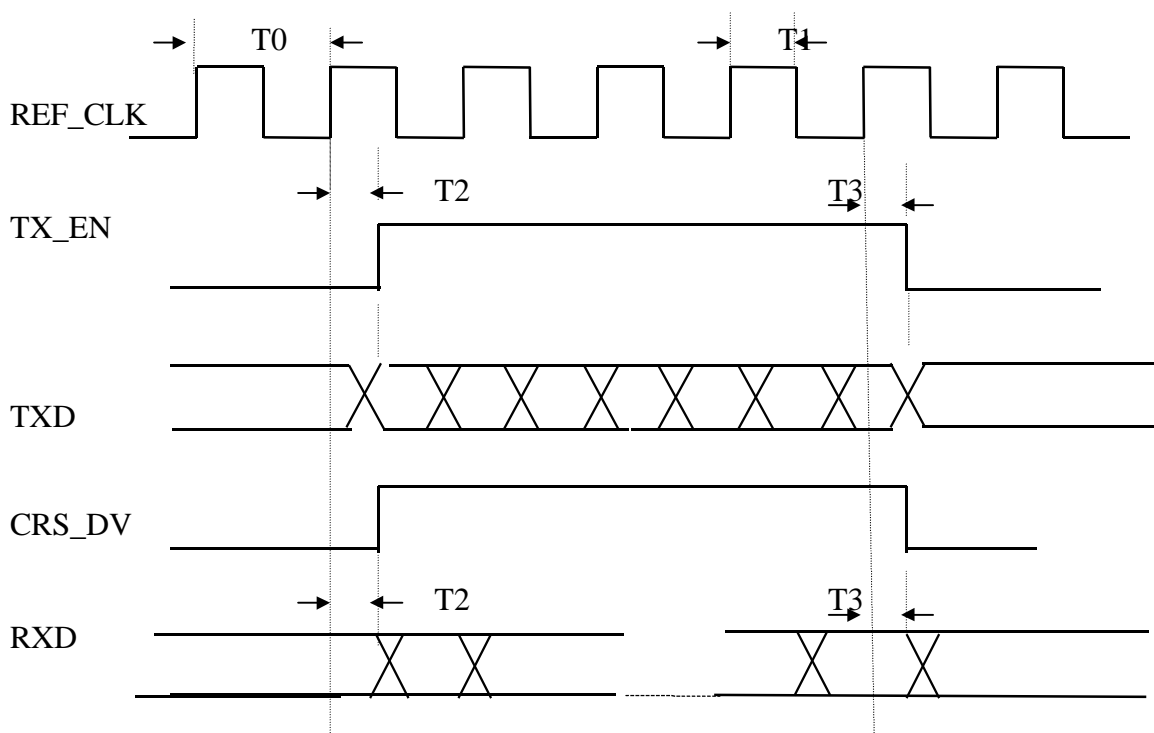 T0 T1
REF_CLK
T2 T3
TX_EN
TXD
CRS_DV
T2 T3
RXD